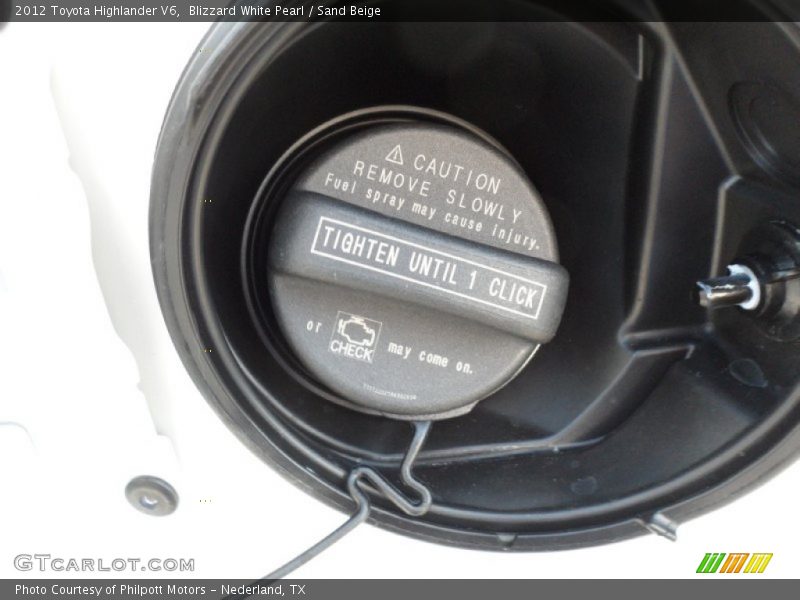 2012 Toyota Highlander V6,  Blizzard White Pearl / Sand Beige
CAUTION
REMOVE SLOWLY
Fuel spray may cause injury.
TIGHTEN UNTIL 1 CLICK
or CHECK may come on.
GTCARLOT.COM
Photo Courtesy of Philpott Motors - Nederland, TX